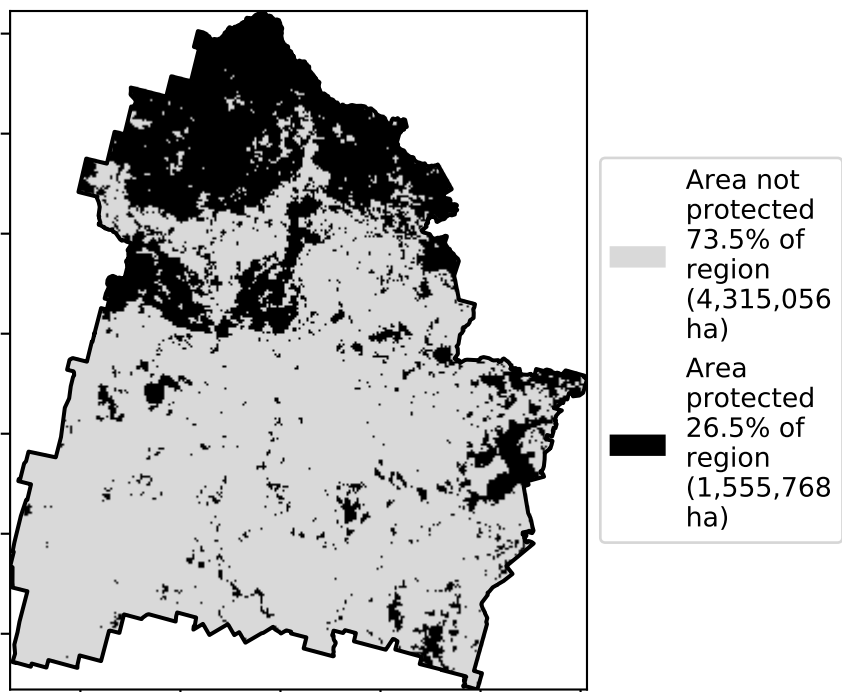 Area not
protected
73.5% of
region
(4,315,056
ha)
Area
protected
26.5% of
region
(1,555,768
ha)